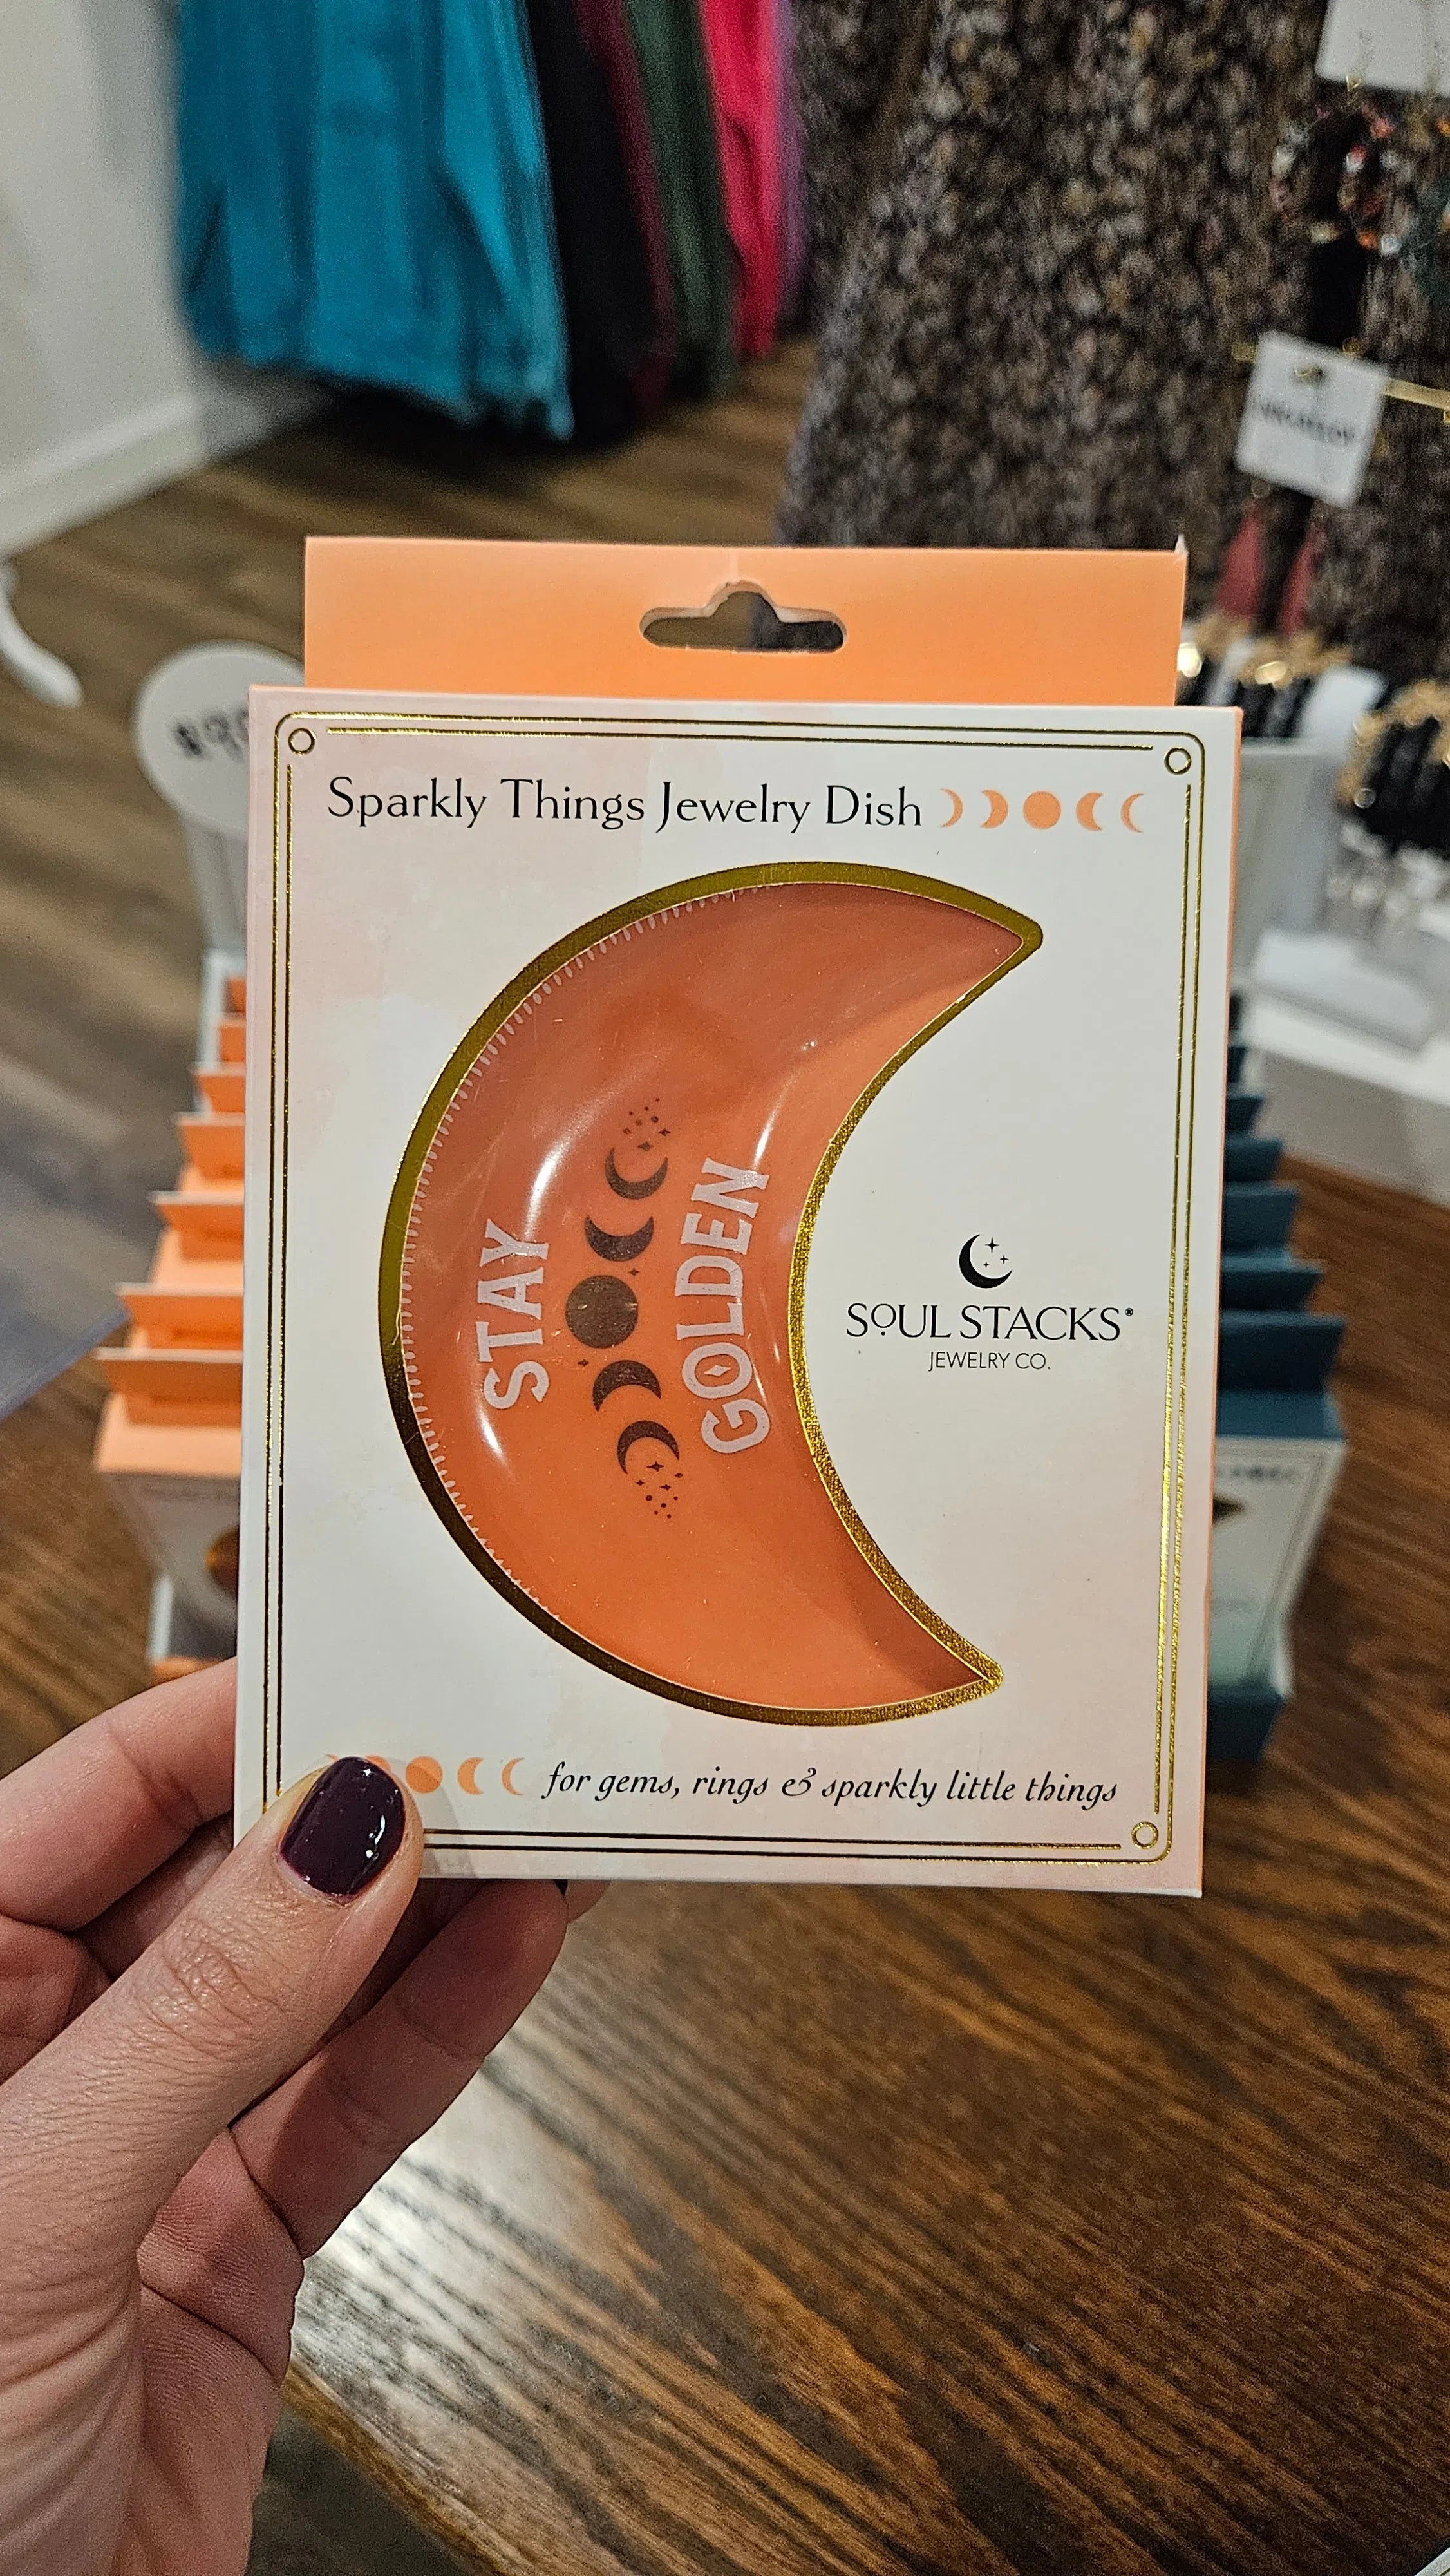 Sparkly Things Jewelry Dish
STAY
GOLDEN
SOUL STACKS®
JEWELRY CO.
for gems, rings & sparkly little things